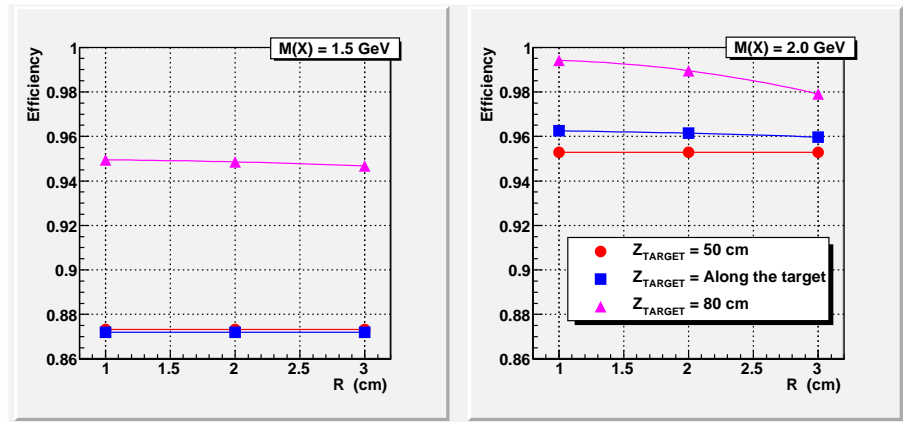 M(X) = 1.5 GeV
Efficiency
1
0.98
0.96
0.94
0.92
0.9
0.88
0.86
1 1.5 2 2.5 3
R (cm)
M(X) = 2.0 GeV
Efficiency
1
0.98
0.96
0.94
0.92
0.9
0.88
0.86
Z_TARGET = 50 cm
Z_TARGET = Along the target
Z_TARGET = 80 cm
1 1.5 2 2.5 3
R (cm)